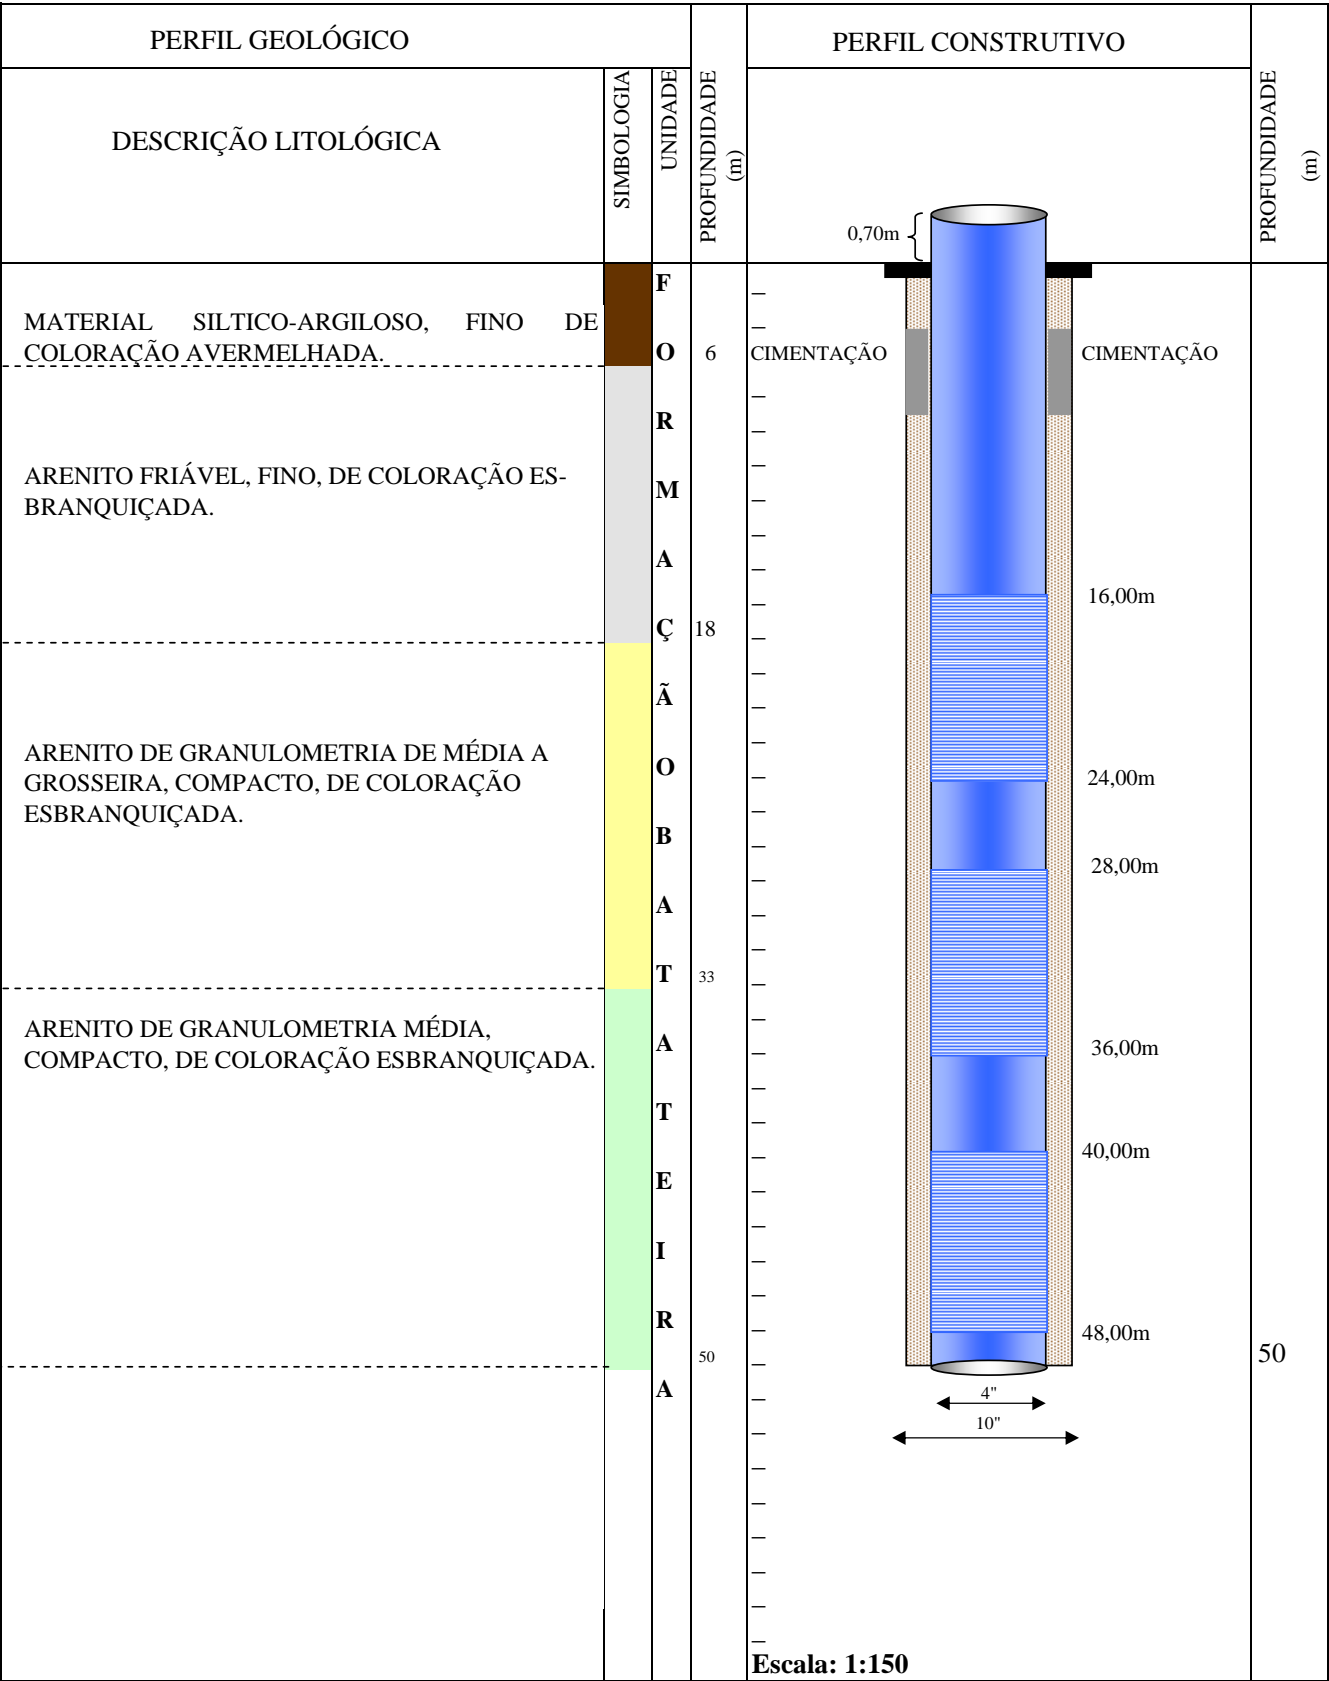 PERFIL GEOLÓGICO
PERFIL CONSTRUTIVO
DESCRIÇÃO LITOLÓGICA
SIMBOLOGIA
UNIDADE
PROFUNDIDADE
(m)
PROFUNDIDADE
(m)
0,70m
MATERIAL SILTICO-ARGILOSO, FINO DE
COLORAÇÃO AVERMELHADA.
6
CIMENTAÇÃO
CIMENTAÇÃO
ARENITO FRIÁVEL, FINO, DE COLORAÇÃO ES-
BRANQUIÇADA.
18
ARENITO DE GRANULOMETRIA DE MÉDIA A
GROSSEIRA, COMPACTO, DE COLORAÇÃO
ESBRANQUIÇADA.
33
ARENITO DE GRANULOMETRIA MÉDIA,
COMPACTO, DE COLORAÇÃO ESBRANQUIÇADA.
50
F
O
R
M
A
Ç
Ã
O
B
A
T
A
T
E
I
R
A
16,00m
24,00m
28,00m
36,00m
40,00m
48,00m
50
4"
10"
Escala: 1:150